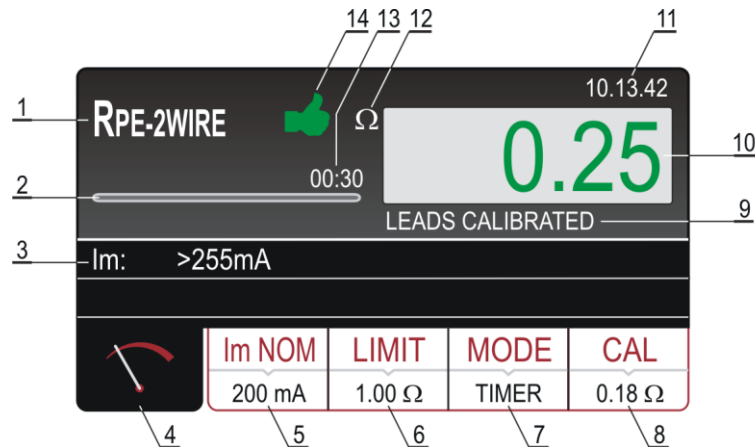 14 13 12 11
10.13.42
1 RPE-2WIRE Ω
0.25 10
2 00:30
LEADS CALIBRATED 9
3 Im: >255mA
Im NOM LIMIT MODE CAL
200 mA 1.00 Ω TIMER 0.18 Ω
4 5 6 7 8